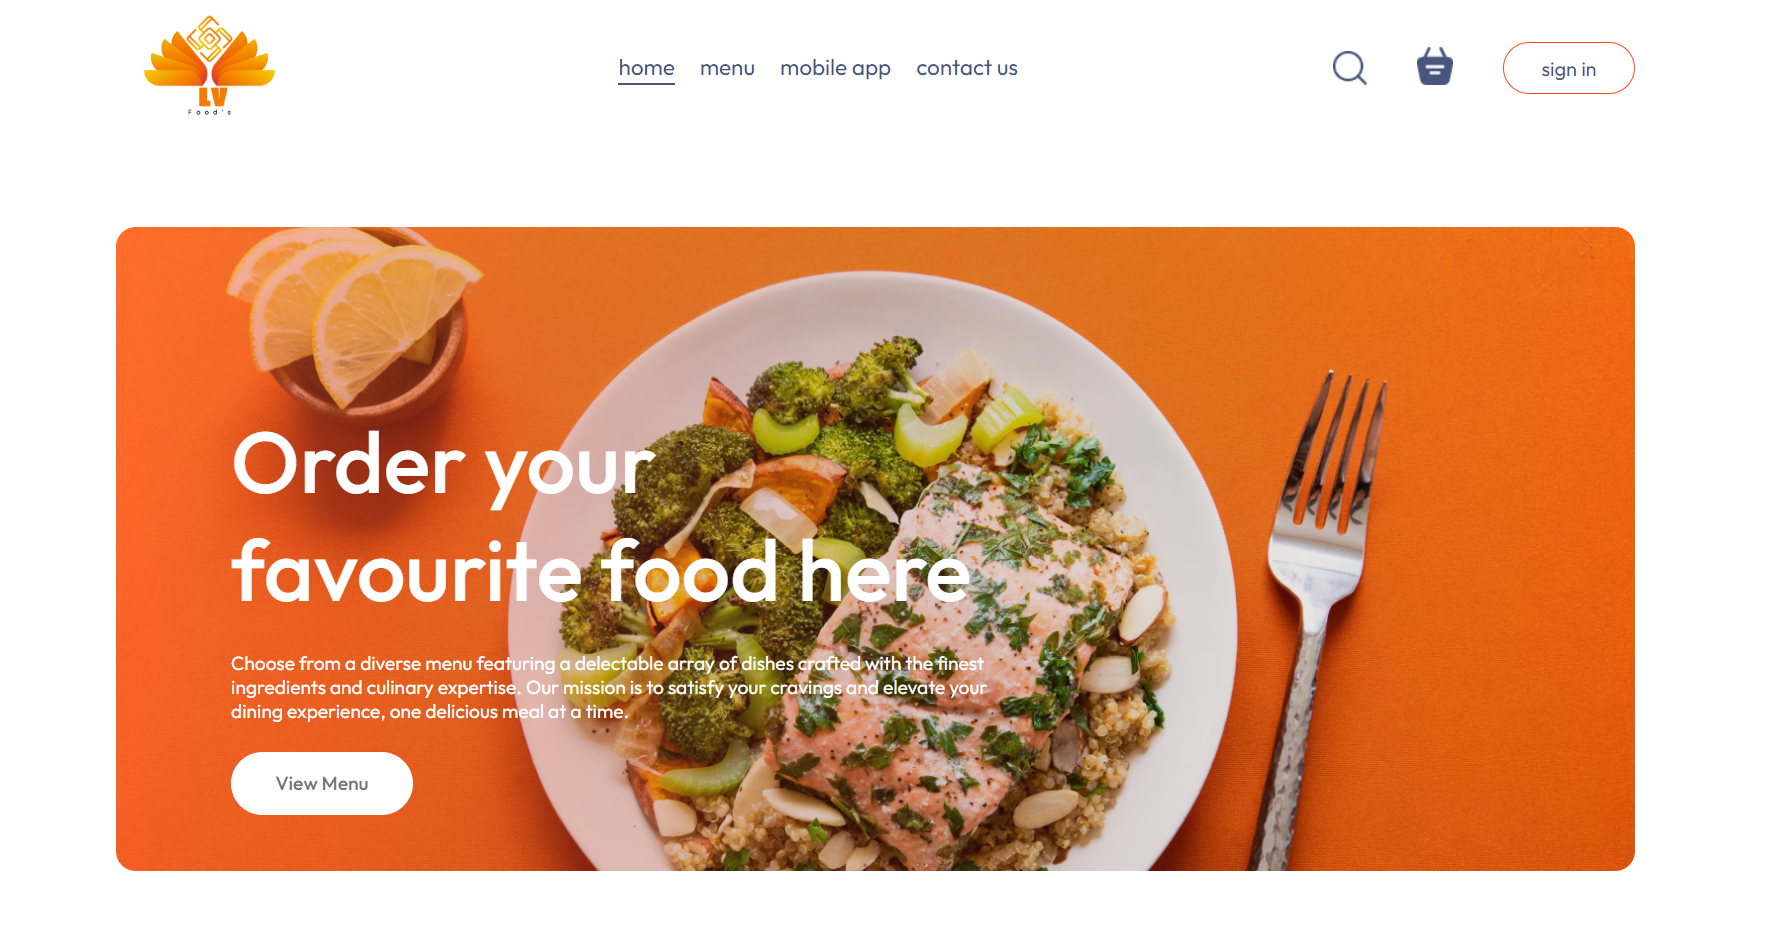 LV
Food's
home menu mobile app contact us
sign in
Order your
favourite food here
Choose from a diverse menu featuring a delectable array of dishes crafted with the finest
ingredients and culinary expertise. Our mission is to satisfy your cravings and elevate your
dining experience, one delicious meal at a time.
View Menu